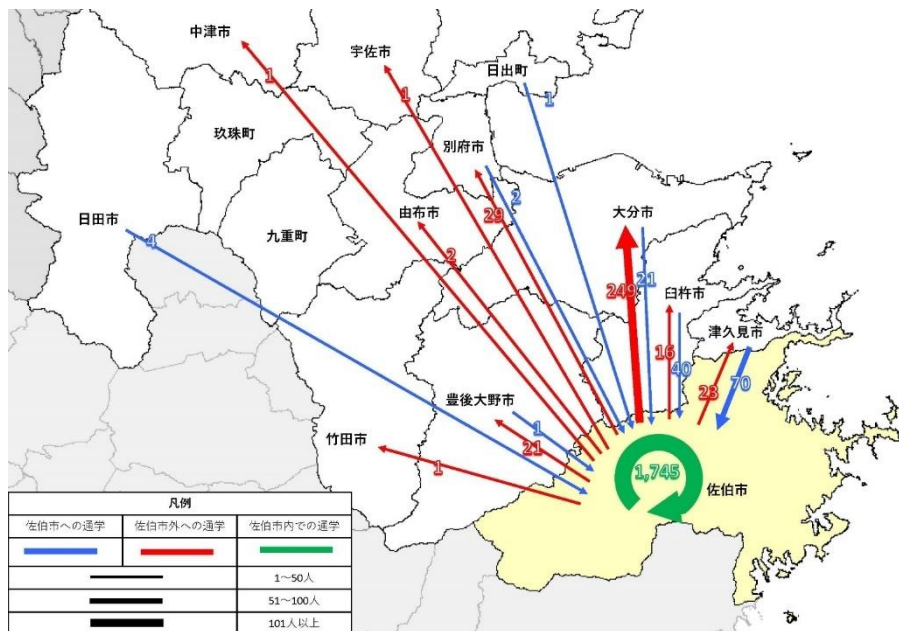 中津市
宇佐市
日出町
1
1
1
玖珠町
別府市
2
日田市
4
九重町
由布市
29
2
大分市
249
21
臼杵市
16
40
津久見市
23
70
豊後大野市
1
21
竹田市
1
1,745
佐伯市
凡例
佐伯市への通学
佐伯市外への通学
佐伯市内での通学
1～50人
51～100人
101人以上